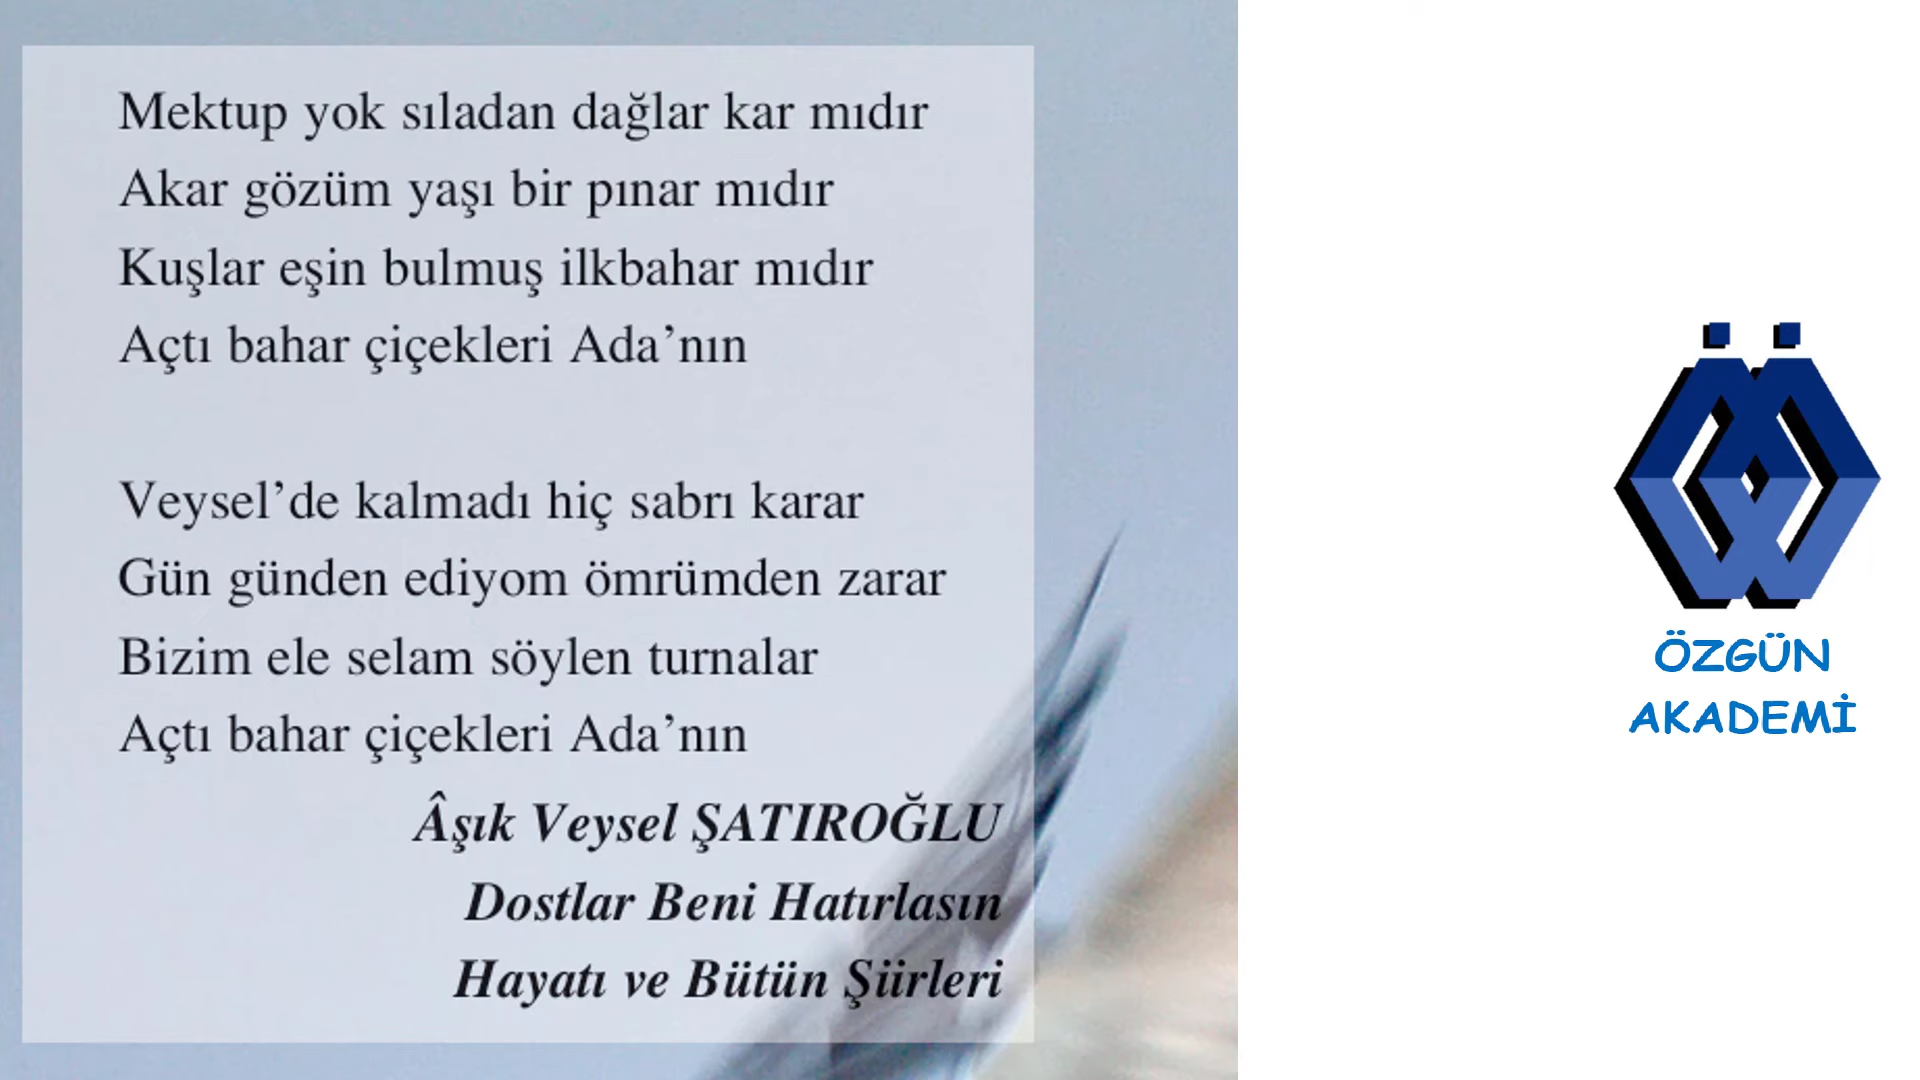 Mektup yok sıladan dağlar kar mıdır
Akar gözüm yaşı bir pınar mıdır
Kuşlar eşin bulmuş ilkbahar mıdır
Açtı bahar çiçekleri Ada’nın
Veysel’de kalmadı hiç sabrı karar
Gün günden ediyom ömrümden zarar
Bizim ele selam söylen turnalar
Açtı bahar çiçekleri Ada’nın
Âşık Veysel ŞATIROĞLU
Dostlar Beni Hatırlasın
Hayatı ve Bütün Şiirleri
ÖZGÜN
AKADEMİ